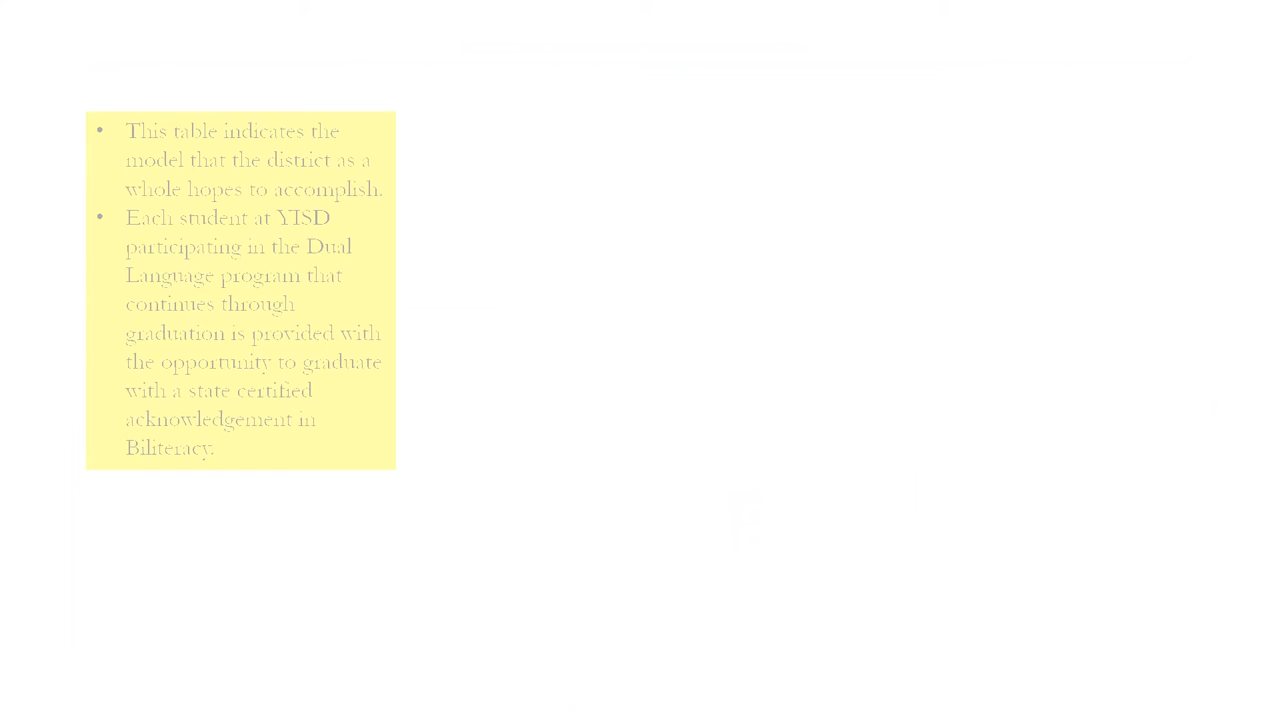 • This table indicates the
model that the district as a
whole hopes to accomplish.
• Each student at YISD
participating in the Dual
Language program that
continues through
graduation is provided with
the opportunity to graduate
with a state certified
acknowledgement in
Biliteracy.